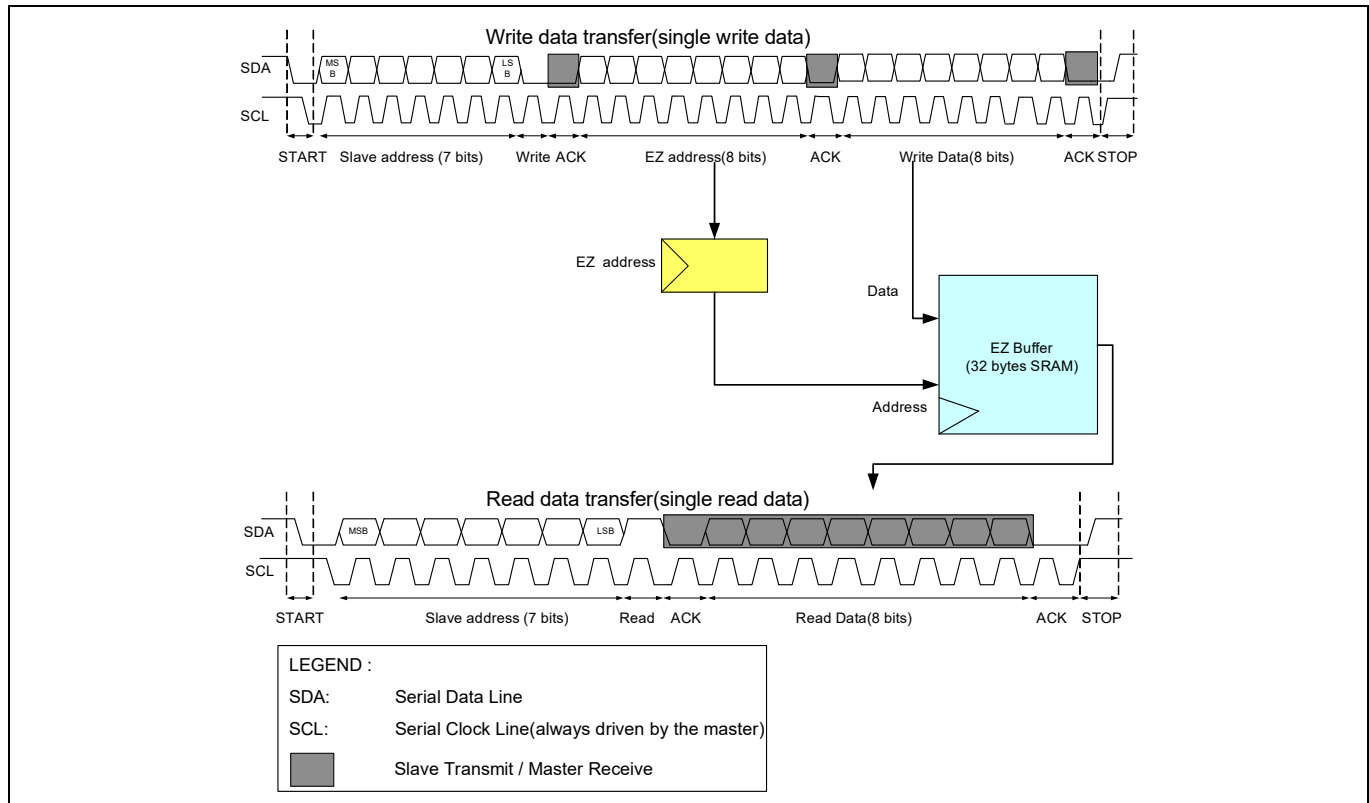 Write data transfer(single write data)
SDA
MS
B
LS
B
SCL
START
Slave address (7 bits)
Write
ACK
EZ address(8 bits)
ACK
Write Data(8 bits)
ACK
STOP
EZ address
Data
EZ Buffer
(32 bytes SRAM)
Address
Read data transfer(single read data)
SDA
MSB
LSB
SCL
START
Slave address (7 bits)
Read
ACK
Read Data(8 bits)
ACK
STOP
LEGEND :
SDA: Serial Data Line
SCL: Serial Clock Line(always driven by the master)
Slave Transmit / Master Receive